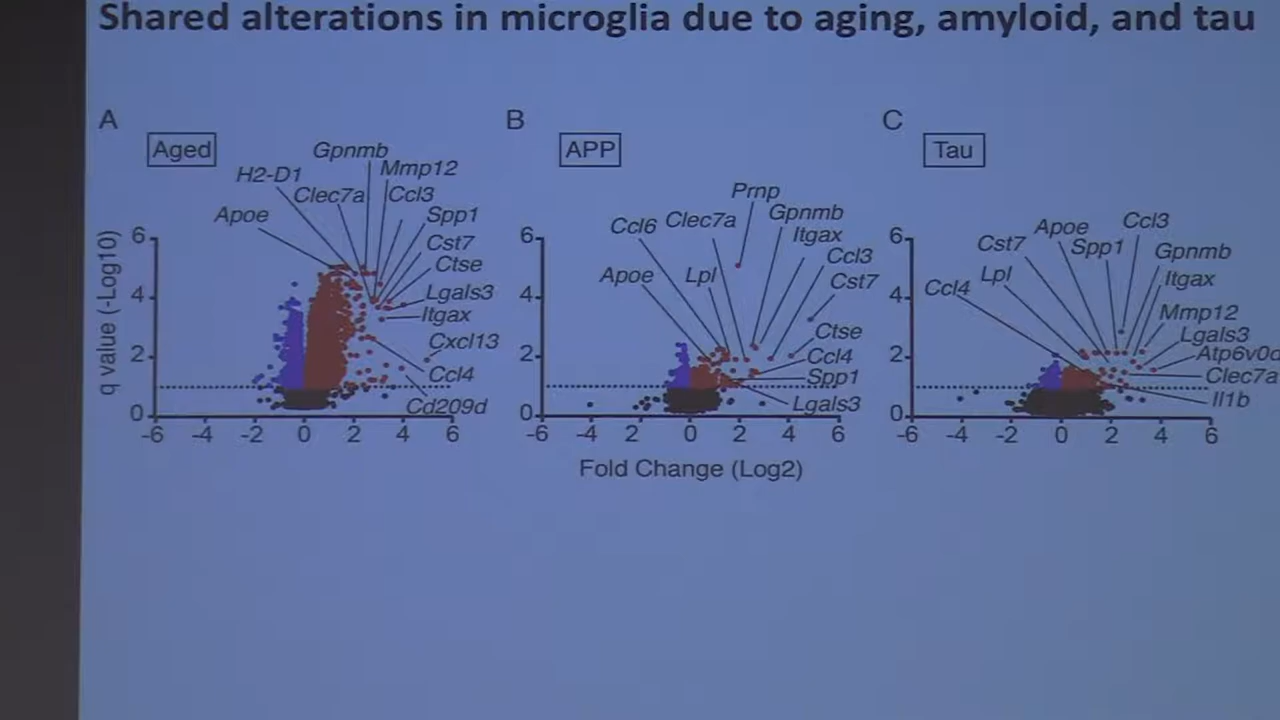 Shared alterations in microglia due to aging, amyloid, and tau
A
Aged
Gpnmb
H2-D1
Mmp12
Clec7a
Ccl3
Apoe
Spp1
Cst7
Ctse
Lgals3
Itgax
Cxcl13
Ccl4
Cd209d
q value (-Log10)
6
4
2
0
-6 -4 -2 0 2 4 6
B
APP
Prnp
Ccl6
Clec7a
Gpnmb
Itgax
Ccl3
Apoe
Lpl
Cst7
Ctse
Ccl4
Spp1
Lgals3
6
4
2
0
-6 -4 2 0 2 4 6
Fold Change (Log2)
C
Tau
Ccl3
Apoe
Cst7
Spp1
Gpnmb
Lpl
Itgax
Ccl4
Mmp12
Lgals3
Atp6v0d
Clec7a
Il1b
6
4
2
0
-6 -4 -2 0 2 4 6